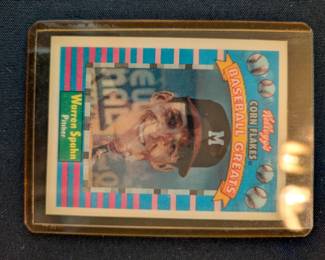 Kellogg's
CORN FLAKES
BASEBALL GREATS
M
Warren Spahn
Pitcher